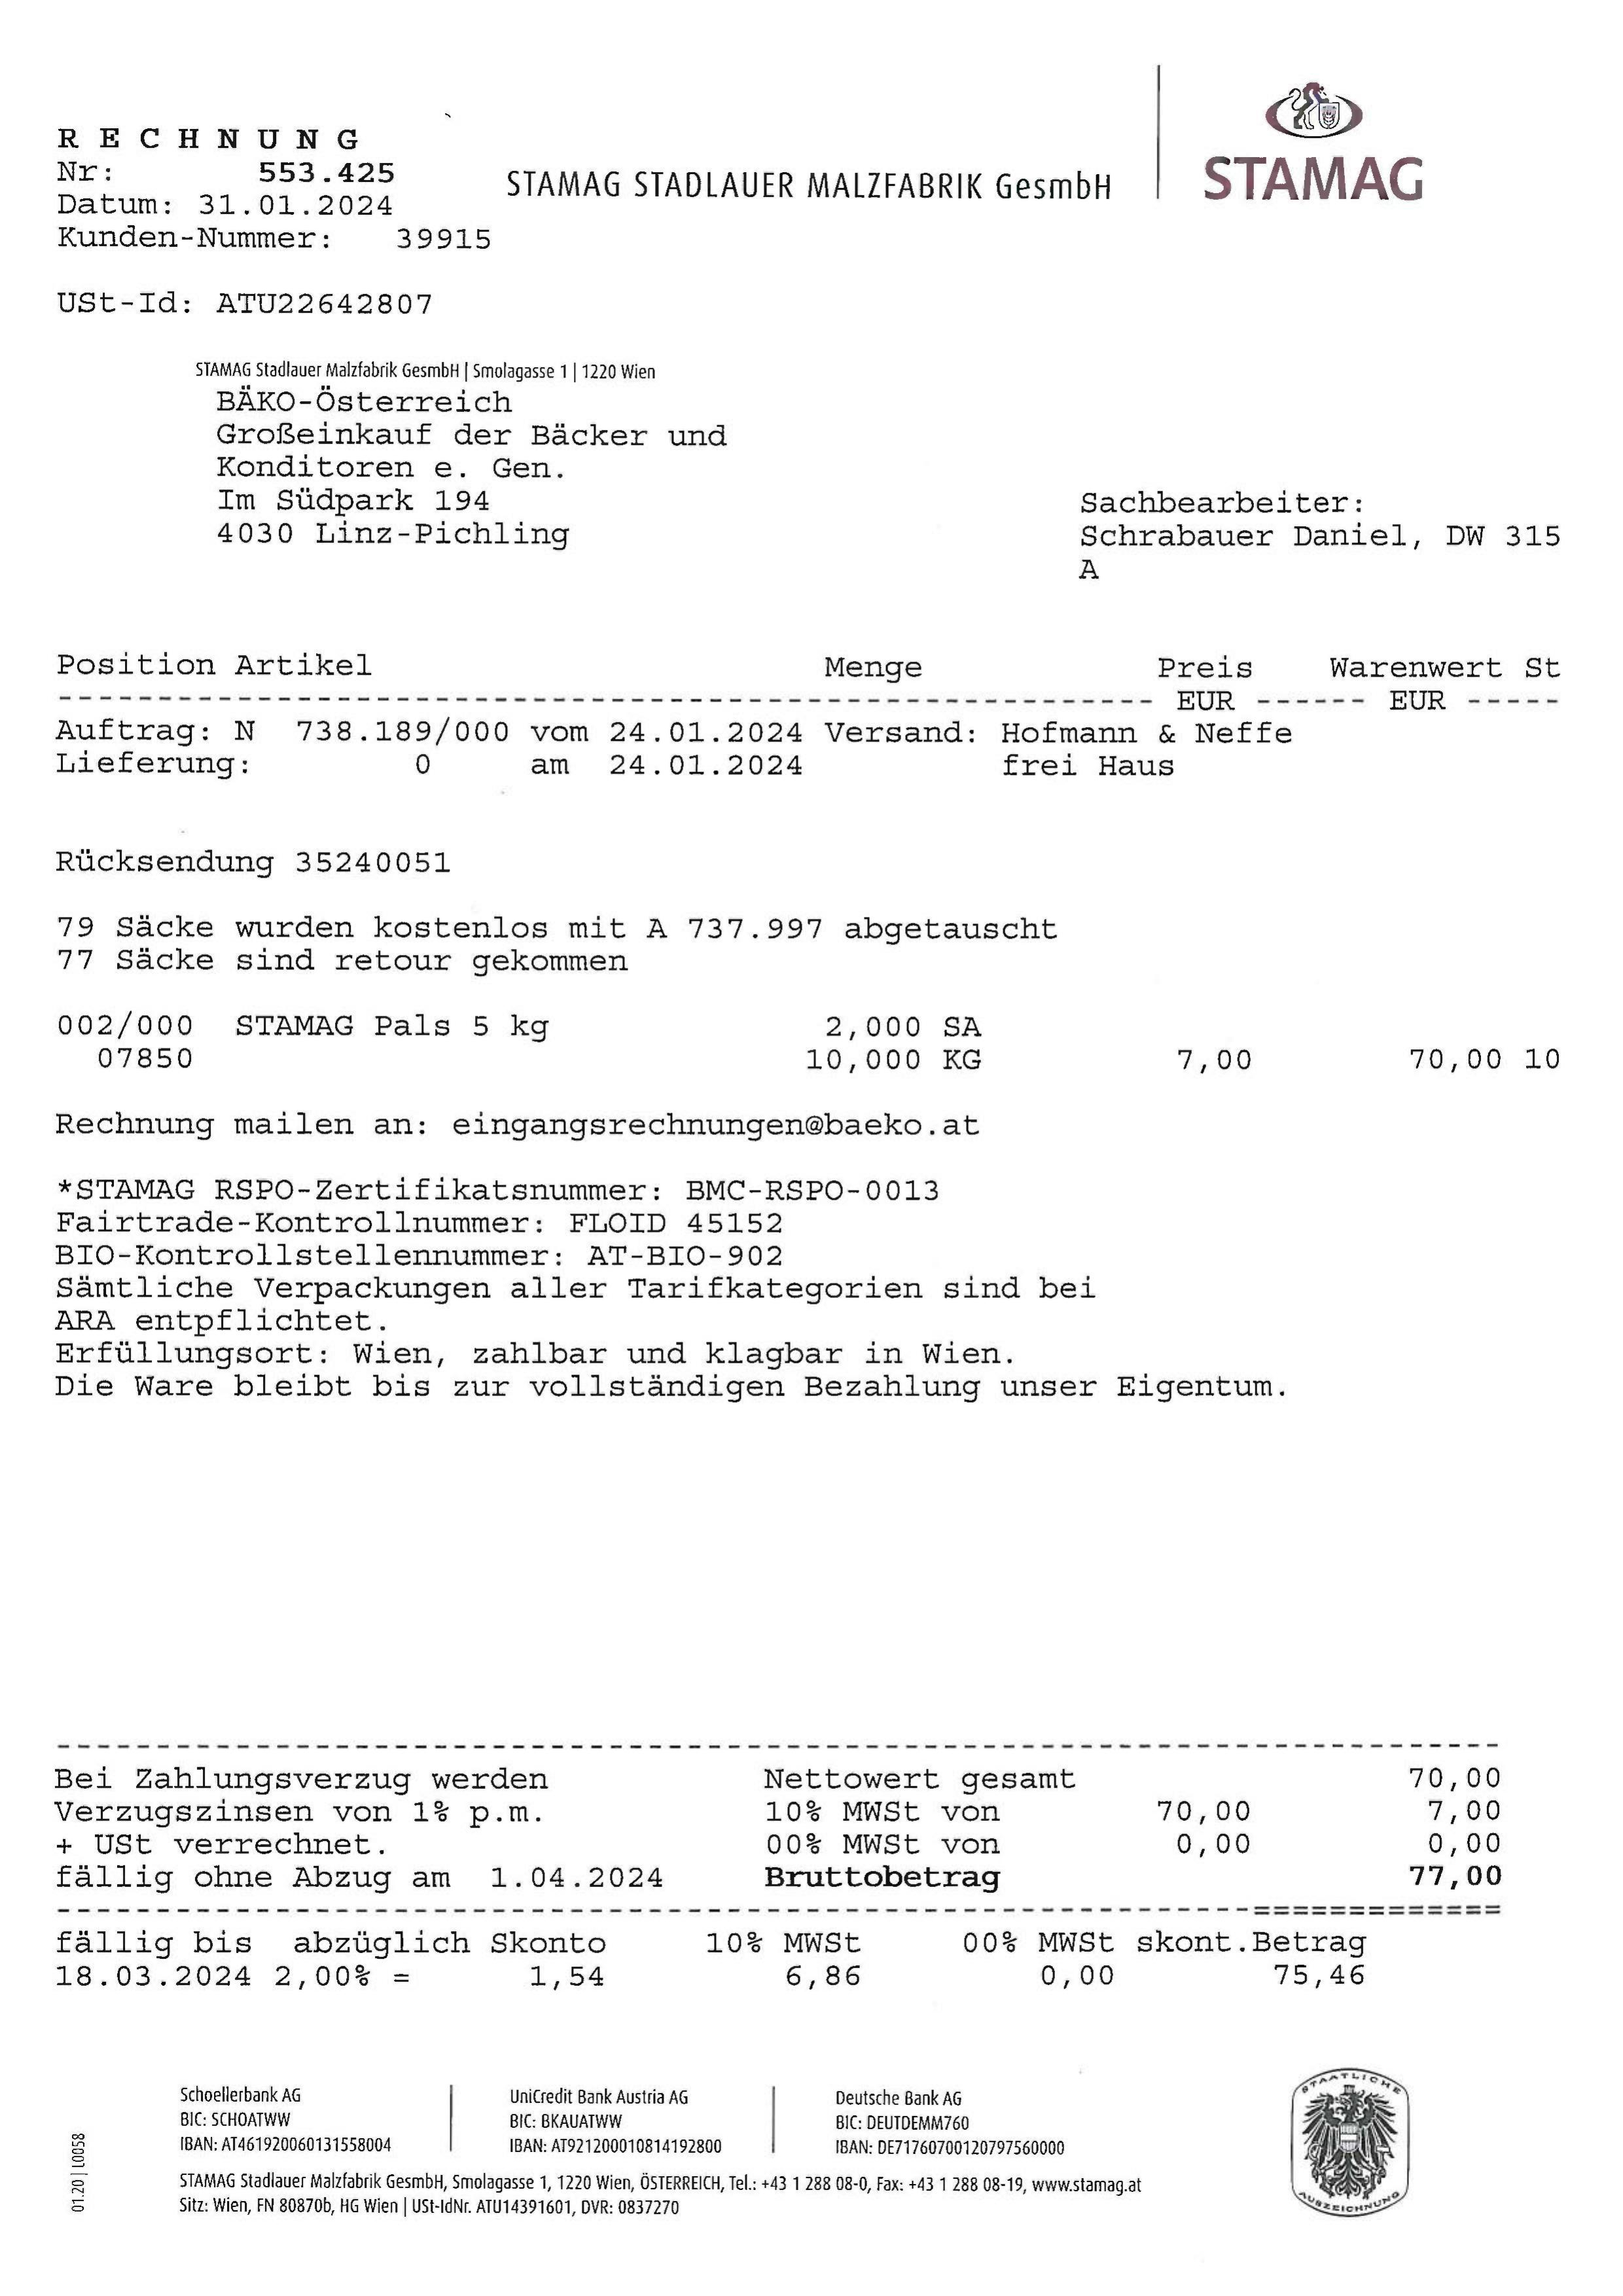 R E C H N U N G
Nr: 553.425
Datum: 31.01.2024
Kunden-Nummer: 39915
STAMAG STADLAUER MALZFABRIK GesmbH
STAMAG
USt-Id: ATU22642807
STAMAG Stadlauer Malzfabrik GesmbH | Smolagasse 1 | 1220 Wien
BÄKO-Österreich
Großeinkauf der Bäcker und
Konditoren e. Gen.
Im Südpark 194
4030 Linz-Pichling
Sachbearbeiter:
Schrabauer Daniel, DW 315
A
Position Artikel Menge Preis Warenwert St
------------------------------------------------------- EUR ------ EUR -----
Auftrag: N 738.189/000 vom 24.01.2024 Versand: Hofmann & Neffe
Lieferung: 0 am 24.01.2024 frei Haus
Rücksendung 35240051
79 Säcke wurden kostenlos mit A 737.997 abgetauscht
77 Säcke sind retour gekommen
002/000 STAMAG Pals 5 kg 2,000 SA
07850 10,000 KG 7,00 70,00 10
Rechnung mailen an: eingangsrechnungen@baeko.at
*STAMAG RSPO-Zertifikatsnummer: BMC-RSPO-0013
Fairtrade-Kontrollnummer: FLOID 45152
BIO-Kontrollstellennummer: AT-BIO-902
Sämtliche Verpackungen aller Tarifkategorien sind bei
ARA entpflichtet.
Erfüllungsort: Wien, zahlbar und klagbar in Wien.
Die Ware bleibt bis zur vollständigen Bezahlung unser Eigentum.
Bei Zahlungsverzug werden Nettowert gesamt 70,00
Verzugszinsen von 1% p.m. 10% MWSt von 70,00 7,00
+ USt verrechnet. 00% MWSt von 0,00 0,00
fällig ohne Abzug am 1.04.2024 Bruttobetrag 77,00
fällig bis abzüglich Skonto 10% MWSt 00% MWSt skont.Betrag
18.03.2024 2,00% = 1,54 6,86 0,00 75,46
Schoellerbank AG
BIC: SCHOATWW
IBAN: AT461920060131558004
UniCredit Bank Austria AG
BIC: BKAUATWW
IBAN: AT921200010814192800
Deutsche Bank AG
BIC: DEUTDEMM760
IBAN: DE71760700120797560000
STAMAG Stadlauer Malzfabrik GesmbH, Smolagasse 1, 1220 Wien, ÖSTERREICH, Tel.: +43 1 288 08-0, Fax: +43 1 288 08-19, www.stamag.at
Sitz: Wien, FN 80870b, HG Wien | USt-IdNr. ATU14391601, DVR: 0837270
01.20 | L0058
STAATLICHE
AUSZEICHNUNG